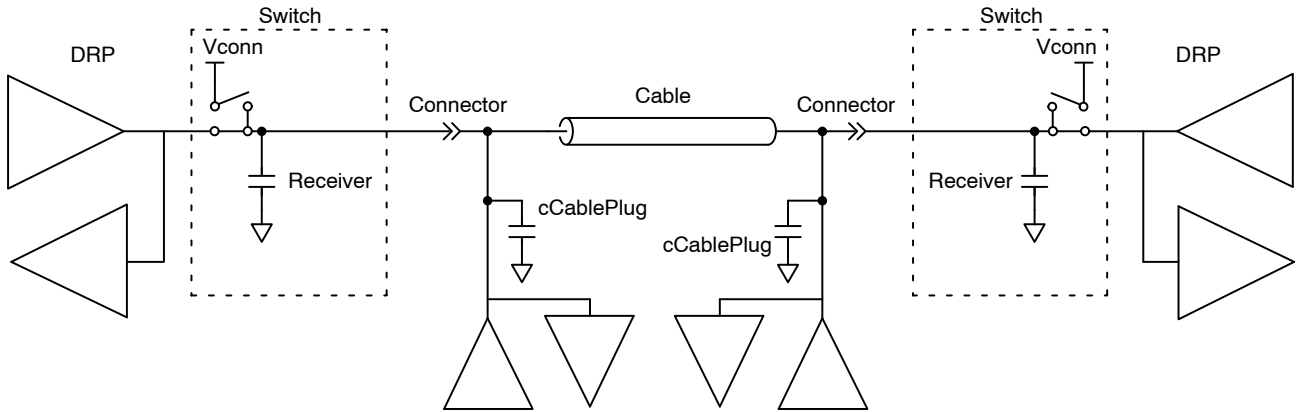 Switch
Switch
DRP
Vconn
Vconn
DRP
Connector
Cable
Connector
Receiver
Receiver
cCablePlug
cCablePlug